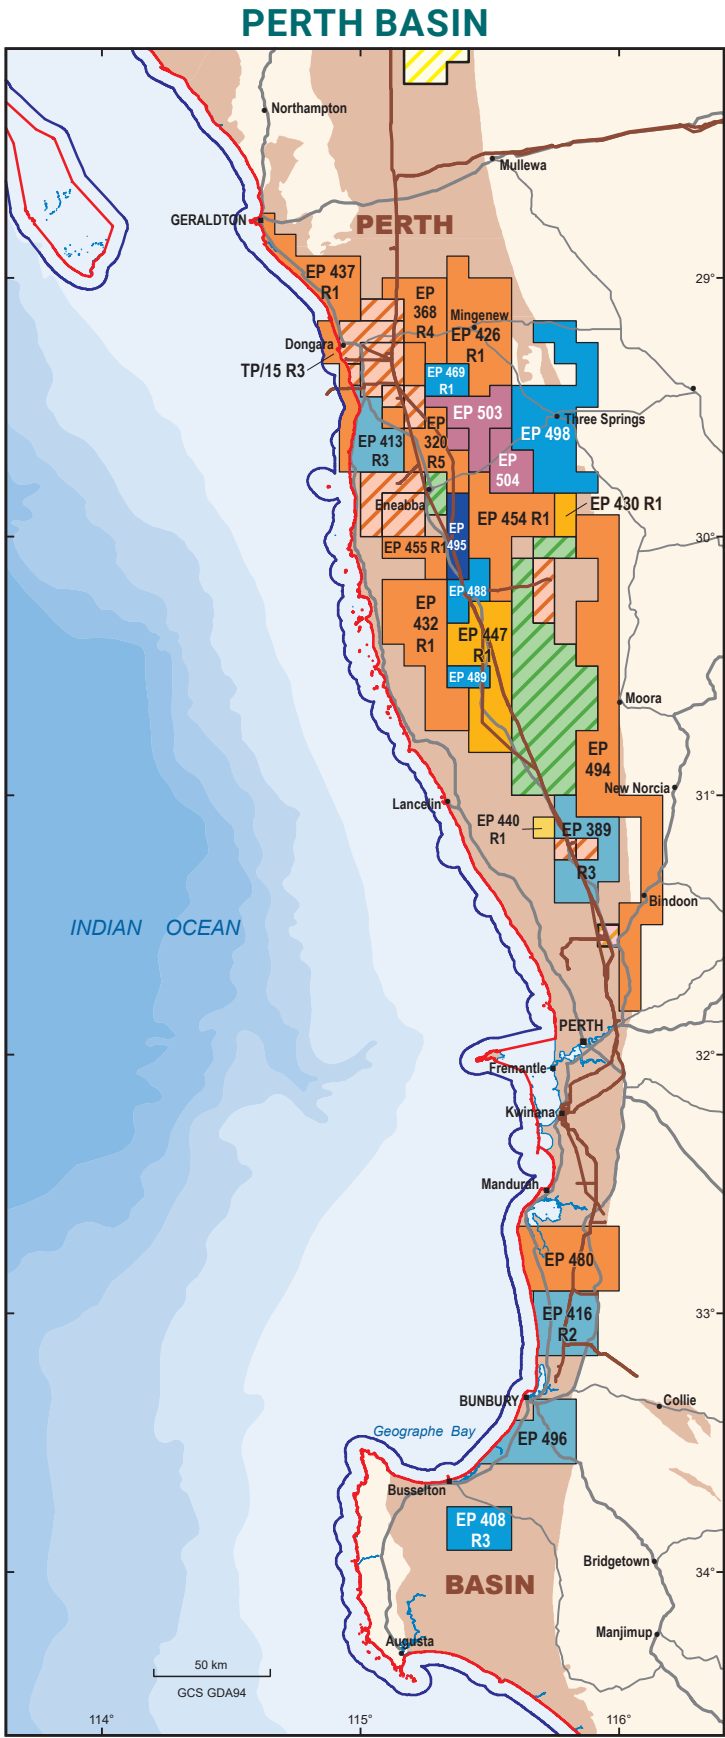 PERTH BASIN
Northampton
Mullewa
GERALDTON
PERTH
29°
EP 437
R1
EP
368
R4
Mingenew
EP 426
R1
Dongara
TP/15 R3
EP 469
R1
EP 503
Three Springs
EP 498
EP
320
R5
EP 413
R3
EP
504
Eneabba
EP 454 R1
EP 430 R1
EP
495
30°
EP 455 R1
EP 488
EP
432
R1
EP 447
R1
EP 489
Moora
EP
494
New Norcia
31°
Lancelin
EP 440
R1
EP 389
R3
Bindoon
INDIAN OCEAN
PERTH
32°
Fremantle
Kwinana
Mandurah
EP 480
33°
EP 416
R2
BUNBURY
Collie
Geographe Bay
EP 496
Busselton
EP 408
R3
Bridgetown
34°
BASIN
Manjimup
Augusta
50 km
GCS GDA94
114°
115°
116°